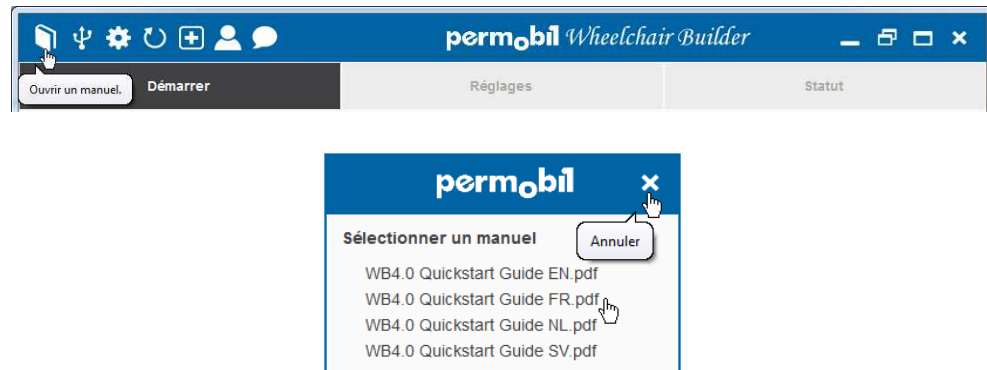 permobil Wheelchair Builder
Ouvrir un manuel.
Démarrer
Réglages
Statut
permobil
Sélectionner un manuel
Annuler
WB4.0 Quickstart Guide EN.pdf
WB4.0 Quickstart Guide FR.pdf
WB4.0 Quickstart Guide NL.pdf
WB4.0 Quickstart Guide SV.pdf